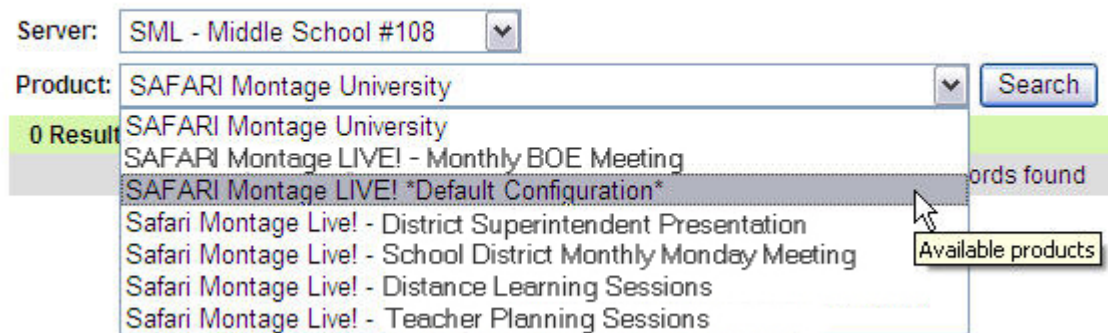 Server: SML - Middle School #108
Product: SAFARI Montage University Search
0 Result
SAFARI Montage University
SAFARI Montage LIVE! - Monthly BOE Meeting
SAFARI Montage LIVE! *Default Configuration* ords found
Safari Montage Live! - District Superintendent Presentation
Safari Montage Live! - School District Monthly Monday Meeting
Available products
Safari Montage Live! - Distance Learning Sessions
Safari Montage Live! - Teacher Planning Sessions